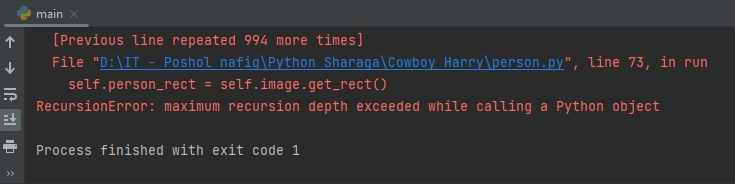 main
[Previous line repeated 994 more times]
File "D:\IT - Poshol nafig\Python Sharaga\Cowboy Harry\person.py", line 73, in run
self.person_rect = self.image.get_rect()
RecursionError: maximum recursion depth exceeded while calling a Python object
Process finished with exit code 1